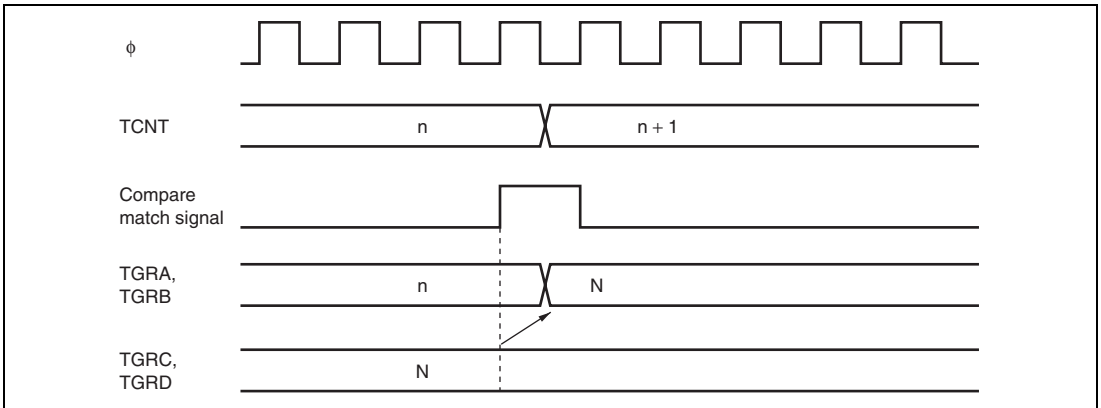 φ
TCNT
n
n + 1
Compare
match signal
TGRA,
TGRB
n
N
TGRC,
TGRD
N